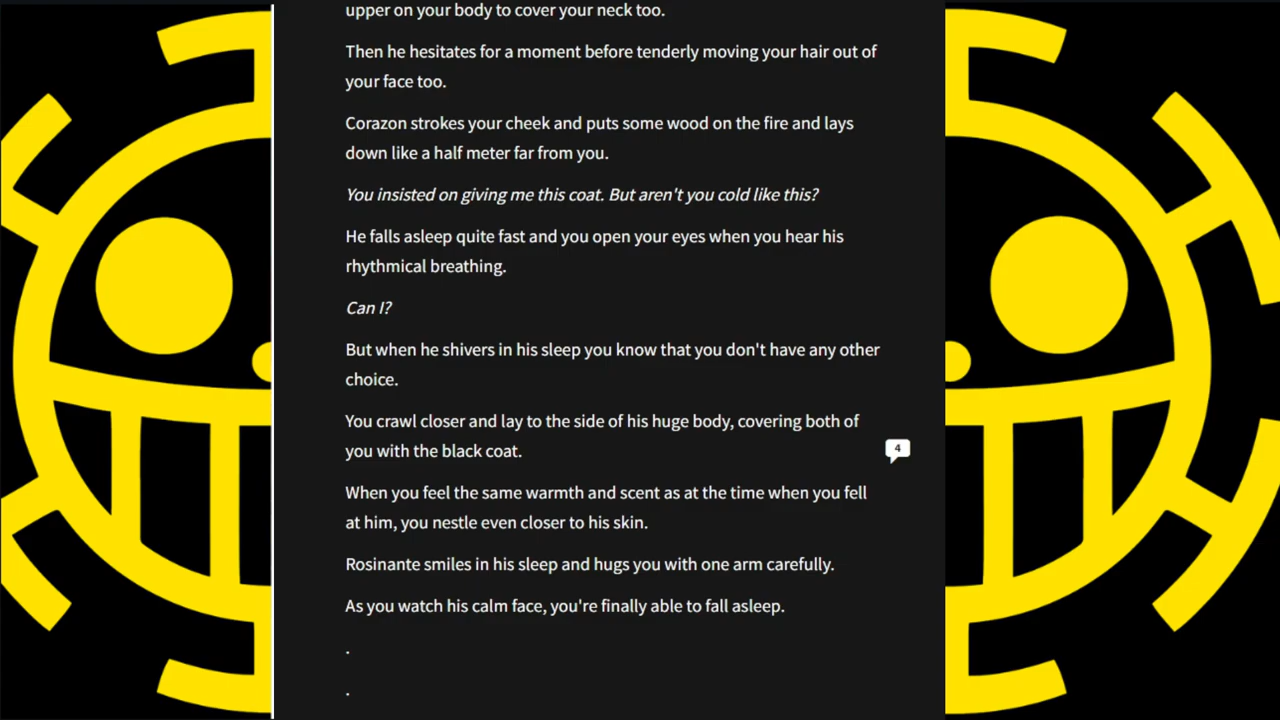 upper on your body to cover your neck too.
Then he hesitates for a moment before tenderly moving your hair out of
your face too.
Corazon strokes your cheek and puts some wood on the fire and lays
down like a half meter far from you.
You insisted on giving me this coat. But aren't you cold like this?
He falls asleep quite fast and you open your eyes when you hear his
rhythmical breathing.
Can I?
But when he shivers in his sleep you know that you don't have any other
choice.
You crawl closer and lay to the side of his huge body, covering both of
you with the black coat.
4
When you feel the same warmth and scent as at the time when you fell
at him, you nestle even closer to his skin.
Rosinante smiles in his sleep and hugs you with one arm carefully.
As you watch his calm face, you're finally able to fall asleep.
.
.